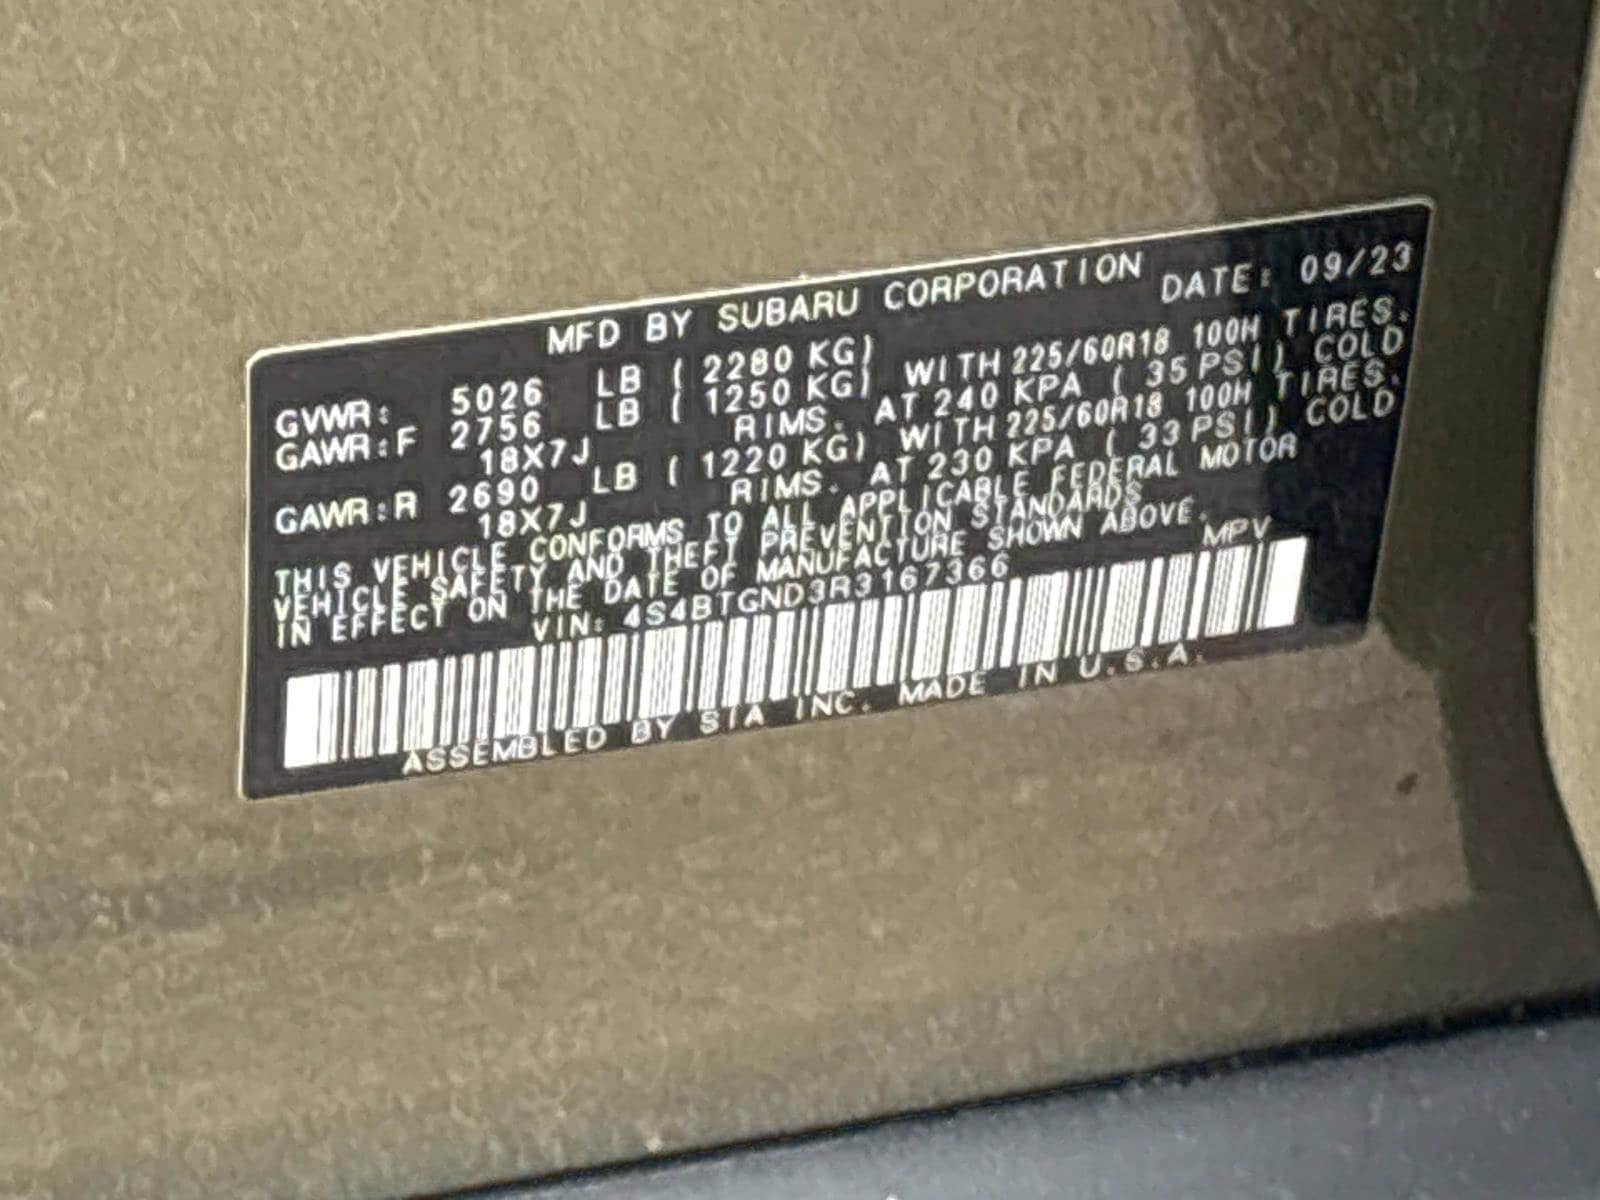 MFD BY SUBARU CORPORATION DATE: 09/23
GVWR: 5026 LB ( 2280 KG)
GAWR:F 2756 LB ( 1250 KG) WITH 225/60R18 100H TIRES.
18X7J RIMS. AT 240 KPA ( 35 PSI) COLD
GAWR:R 2690 LB ( 1220 KG) WITH 225/60R18 100H TIRES.
18X7J RIMS. AT 230 KPA ( 33 PSI) COLD
THIS VEHICLE CONFORMS TO ALL APPLICABLE FEDERAL MOTOR
VEHICLE SAFETY AND THEFT PREVENTION STANDARDS
IN EFFECT ON THE DATE OF MANUFACTURE SHOWN ABOVE.
VIN: 4S4BTGND3R3167366 MPV
ASSEMBLED BY SIA INC. MADE IN U.S.A.